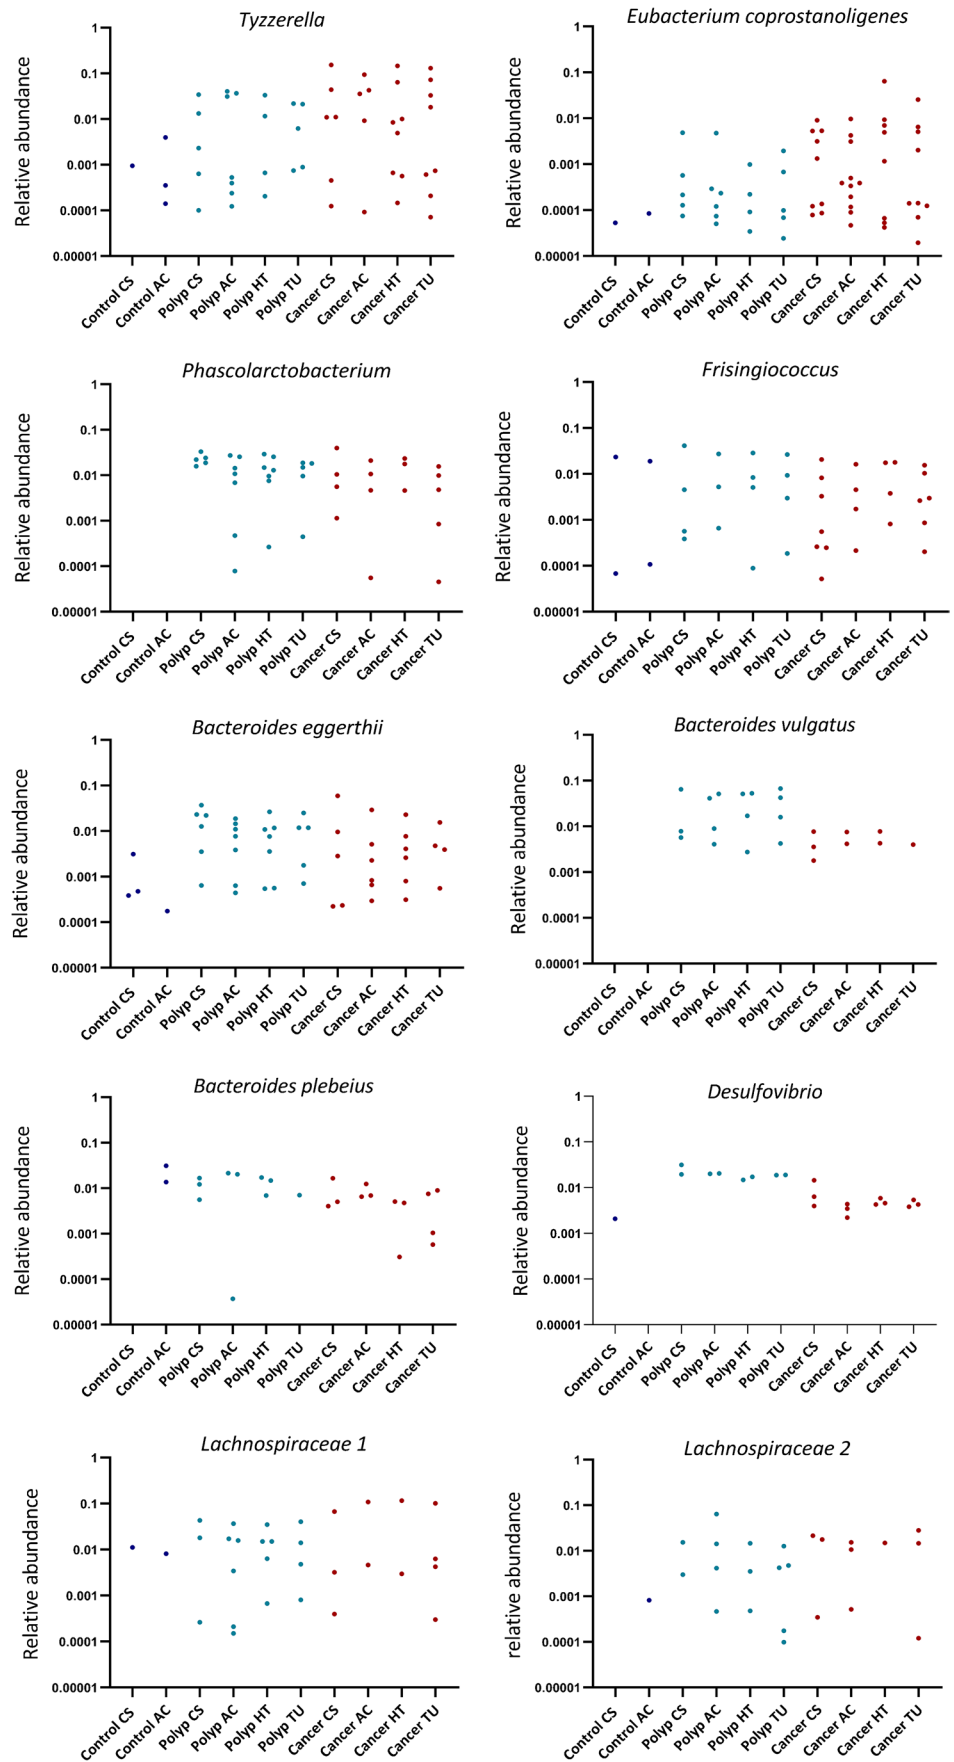 Tyzzerella
Relative abundance
1
0.1
0.01
0.001
0.0001
0.00001
Control CS
Control AC
Polyp CS
Polyp AC
Polyp HT
Polyp TU
Cancer CS
Cancer AC
Cancer HT
Cancer TU
Eubacterium coprostanoligenes
Relative abundance
1
0.1
0.01
0.001
0.0001
0.00001
Control CS
Control AC
Polyp CS
Polyp AC
Polyp HT
Polyp TU
Cancer CS
Cancer AC
Cancer HT
Cancer TU
Phascolarctobacterium
Relative abundance
1
0.1
0.01
0.001
0.0001
0.00001
Control CS
Control AC
Polyp CS
Polyp AC
Polyp HT
Polyp TU
Cancer CS
Cancer AC
Cancer HT
Cancer TU
Frisingiococcus
Relative abundance
1
0.1
0.01
0.001
0.0001
0.00001
Control CS
Control AC
Polyp CS
Polyp AC
Polyp HT
Polyp TU
Cancer CS
Cancer AC
Cancer HT
Cancer TU
Bacteroides eggerthii
Relative abundance
1
0.1
0.01
0.001
0.0001
0.00001
Control CS
Control AC
Polyp CS
Polyp AC
Polyp HT
Polyp TU
Cancer CS
Cancer AC
Cancer HT
Cancer TU
Bacteroides vulgatus
Relative abundance
1
0.1
0.01
0.001
0.0001
0.00001
Control CS
Control AC
Polyp CS
Polyp AC
Polyp HT
Polyp TU
Cancer CS
Cancer AC
Cancer HT
Cancer TU
Bacteroides plebeius
Relative abundance
1
0.1
0.01
0.001
0.0001
0.00001
Control CS
Control AC
Polyp CS
Polyp AC
Polyp HT
Polyp TU
Cancer CS
Cancer AC
Cancer HT
Cancer TU
Desulfovibrio
Relative abundance
1
0.1
0.01
0.001
0.0001
0.00001
Control CS
Control AC
Polyp CS
Polyp AC
Polyp HT
Polyp TU
Cancer CS
Cancer AC
Cancer HT
Cancer TU
Lachnospiraceae 1
Relative abundance
1
0.1
0.01
0.001
0.0001
0.00001
Control CS
Control AC
Polyp CS
Polyp AC
Polyp HT
Polyp TU
Cancer CS
Cancer AC
Cancer HT
Cancer TU
Lachnospiraceae 2
relative abundance
1
0.1
0.01
0.001
0.0001
0.00001
Control CS
Control AC
Polyp CS
Polyp AC
Polyp HT
Polyp TU
Cancer CS
Cancer AC
Cancer HT
Cancer TU